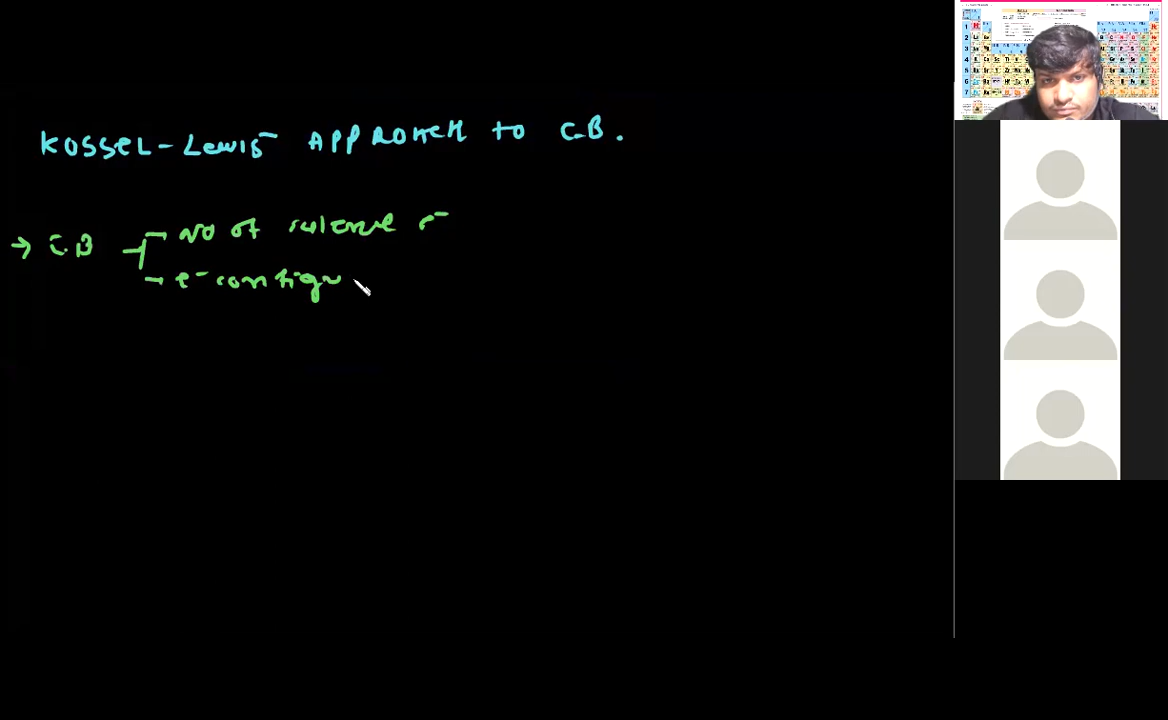 KOSSEL-Lewis APPROACH to C.B.
→ C.B - No of valence e-
- e- configu